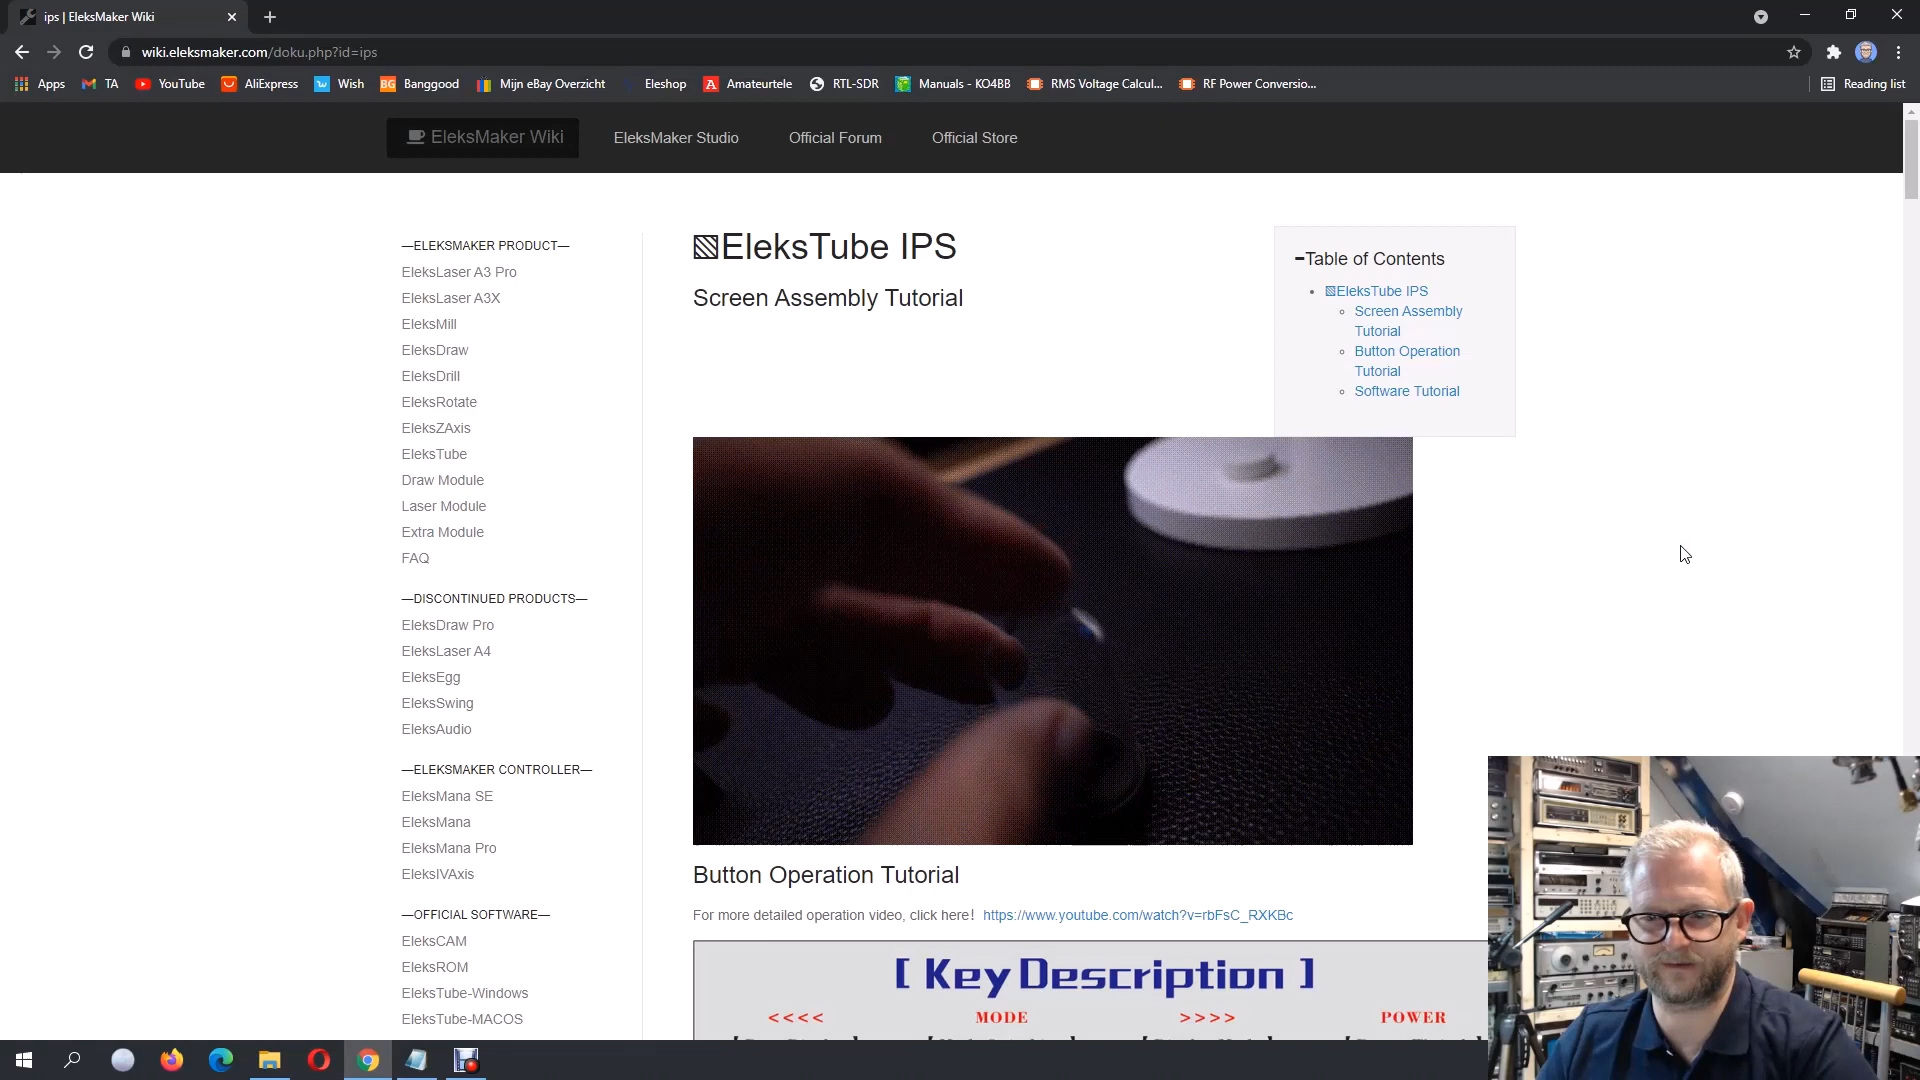 ips | EleksMaker Wiki
wiki.eleksmaker.com/doku.php?id=ips
Apps TA YouTube AliExpress Wish BG Banggood Mijn eBay Overzicht Eleshop A Amateurtele RTL-SDR Manuals - KO4BB RMS Voltage Calcul... RF Power Conversio... Reading list
EleksMaker Wiki EleksMaker Studio Official Forum Official Store
—ELEKSMAKER PRODUCT—
EleksLaser A3 Pro
EleksLaser A3X
EleksMill
EleksDraw
EleksDrill
EleksRotate
EleksZAxis
EleksTube
Draw Module
Laser Module
Extra Module
FAQ
—DISCONTINUED PRODUCTS—
EleksDraw Pro
EleksLaser A4
EleksEgg
EleksSwing
EleksAudio
—ELEKSMAKER CONTROLLER—
EleksMana SE
EleksMana
EleksMana Pro
EleksIVAxis
—OFFICIAL SOFTWARE—
EleksCAM
EleksROM
EleksTube-Windows
EleksTube-MACOS
▧EleksTube IPS
Screen Assembly Tutorial
Button Operation Tutorial
For more detailed operation video, click here！ https://www.youtube.com/watch?v=rbFsC_RXKBc
[ Key Description ]
<<<< MODE >>>> POWER
Table of Contents
▧EleksTube IPS
Screen Assembly
Tutorial
Button Operation
Tutorial
Software Tutorial